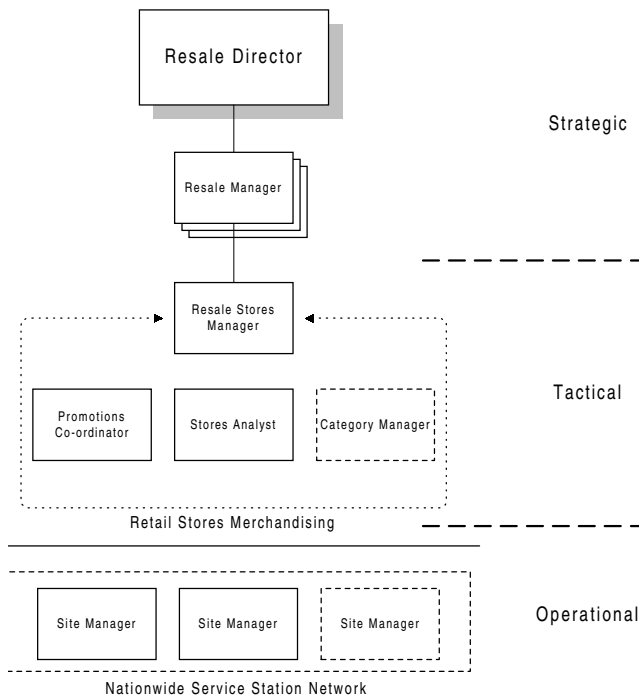 Resale Director
Strategic
Resale Manager
Resale Stores
Manager
Tactical
Promotions
Co-ordinator
Stores Analyst
Category Manager
Retail Stores Merchandising
Operational
Site Manager
Site Manager
Site Manager
Nationwide Service Station Network